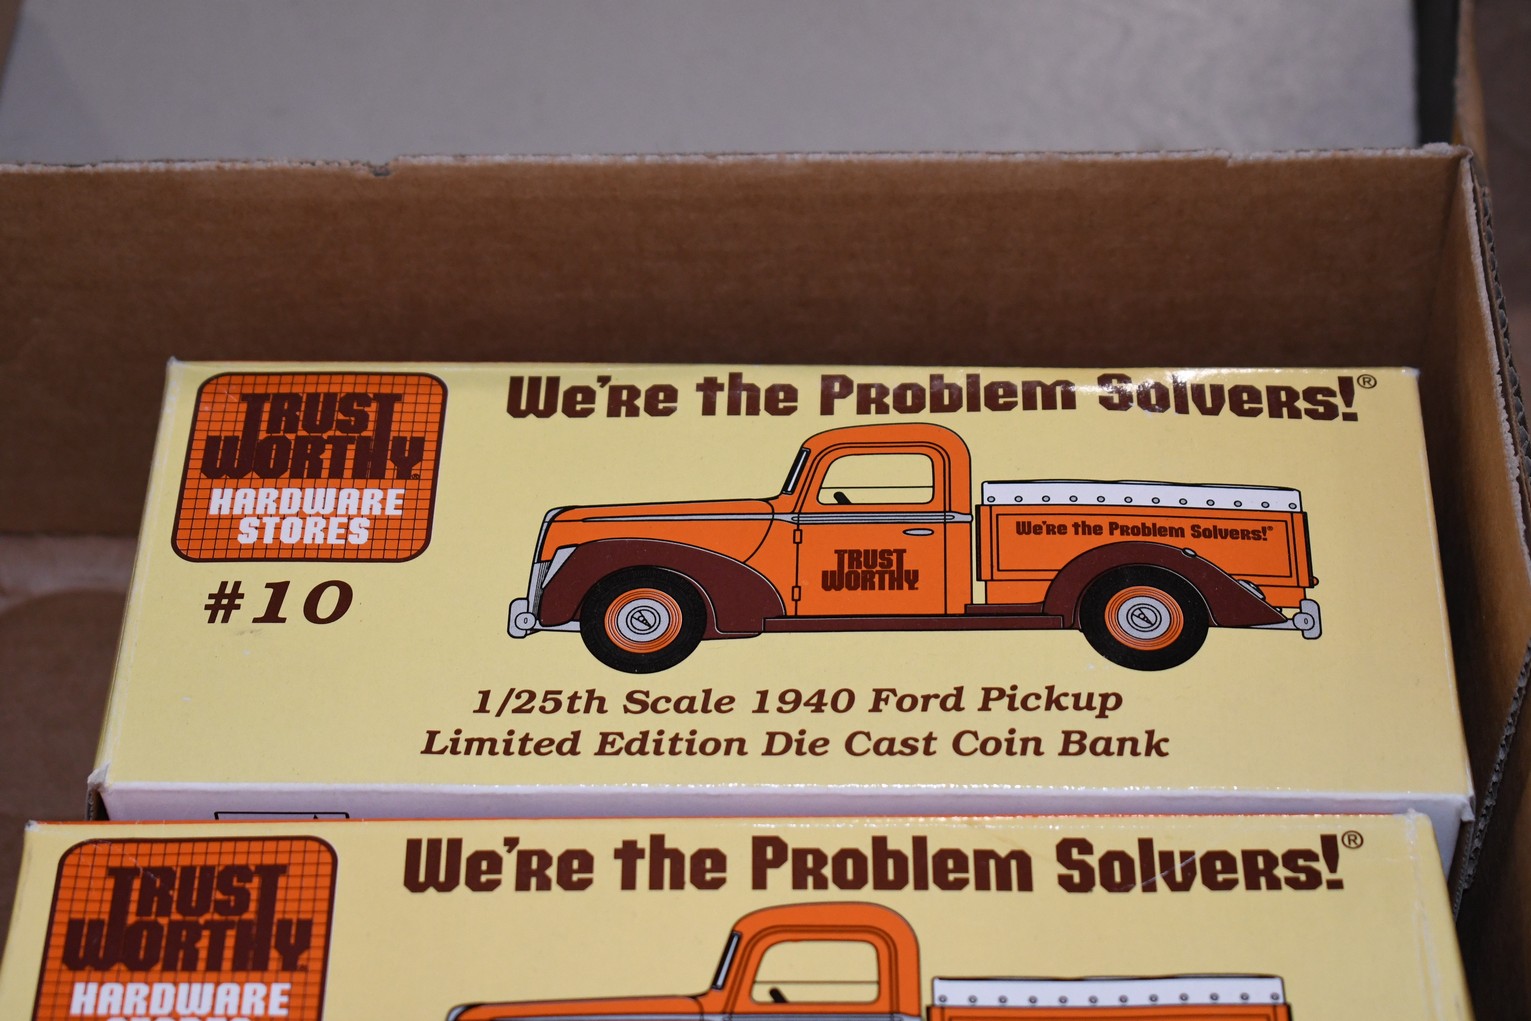 TRUST
WORTHY
HARDWARE
STORES
#10
We're the Problem Solvers!®
We're the Problem Solvers!®
TRUST
WORTHY
1/25th Scale 1940 Ford Pickup
Limited Edition Die Cast Coin Bank
TRUST
WORTHY
HARDWARE
STORES
We're the Problem Solvers!®